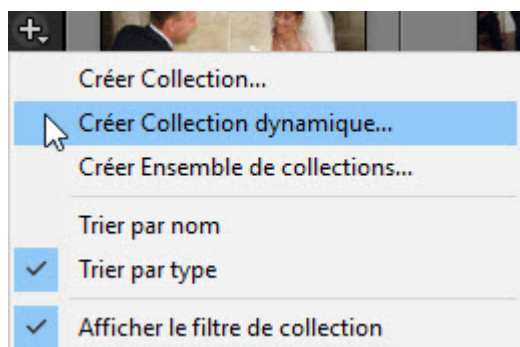 Créer Collection...
Créer Collection dynamique...
Créer Ensemble de collections...
Trier par nom
Trier par type
Afficher le filtre de collection